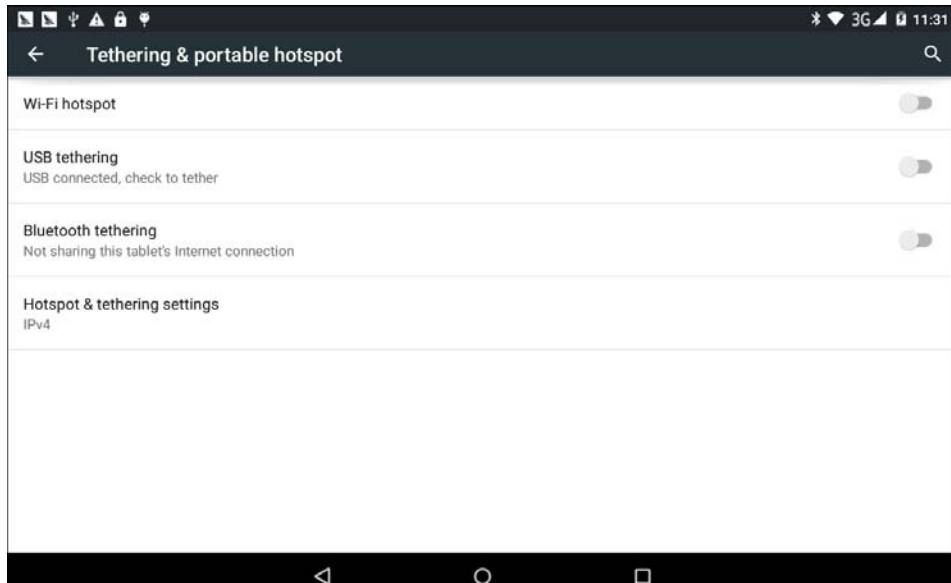 3G 11:31
Tethering & portable hotspot
Wi-Fi hotspot
USB tethering
USB connected, check to tether
Bluetooth tethering
Not sharing this tablet's Internet connection
Hotspot & tethering settings
IPv4